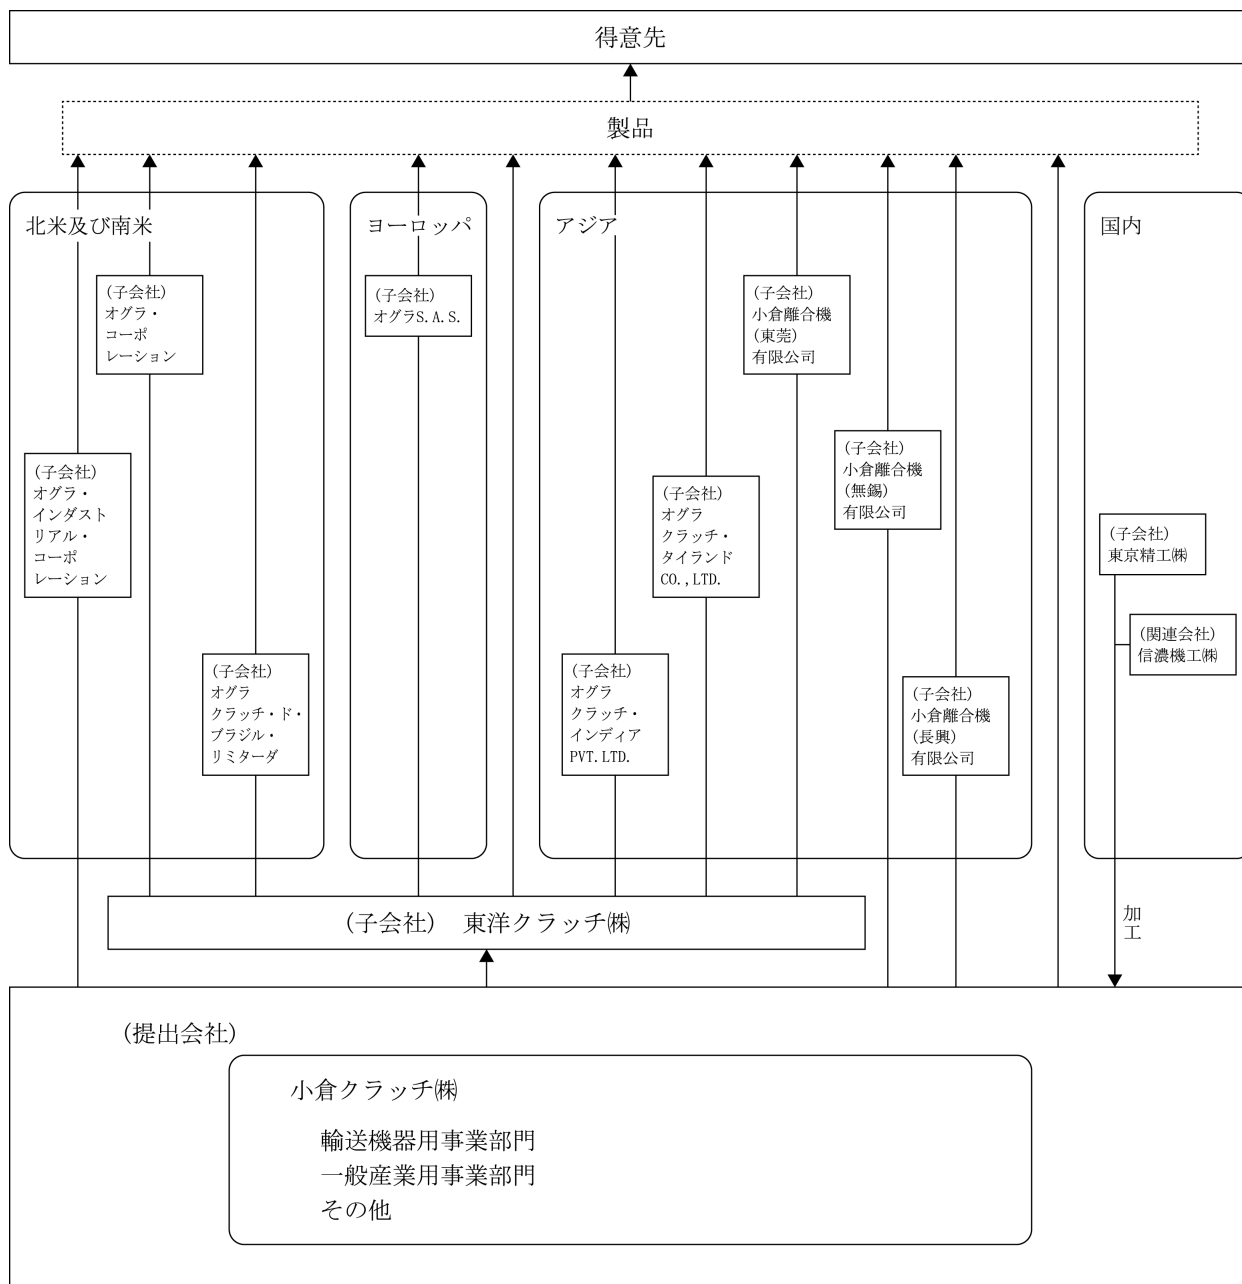 得意先
製品
北米及び南米
(子会社)
オグラ・
コーポ
レーション
(子会社)
オグラ・
インダスト
リアル・
コーポ
レーション
(子会社)
オグラ
クラッチ・ド・
ブラジル・
リミターダ
ヨーロッパ
(子会社)
オグラS.A.S.
アジア
(子会社)
小倉離合機
(東莞)
有限公司
(子会社)
小倉離合機
(無錫)
有限公司
(子会社)
オグラ
クラッチ・
タイランド
CO.,LTD.
(子会社)
オグラ
クラッチ・
インディア
PVT.LTD.
(子会社)
小倉離合機
(長興)
有限公司
国内
(子会社)
東京精工㈱
(関連会社)
信濃機工㈱
(子会社) 東洋クラッチ㈱
加工
(提出会社)
小倉クラッチ㈱
輸送機器用事業部門
一般産業用事業部門
その他